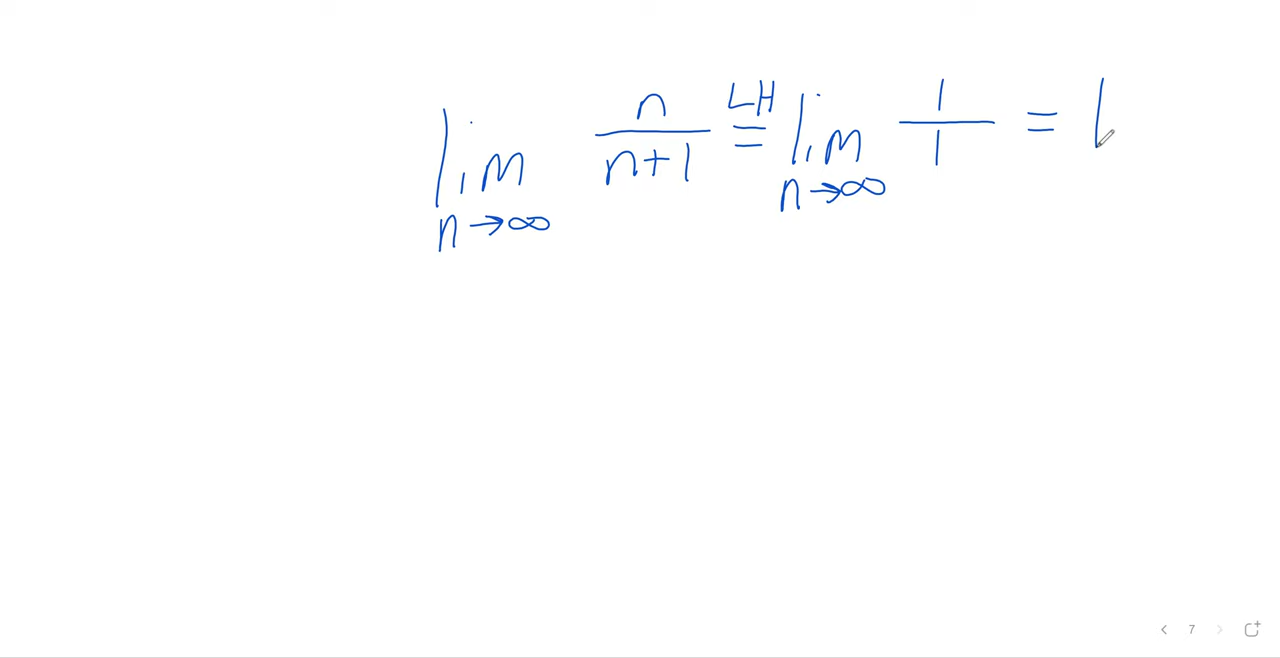 lim n→∞ n/(n+1) LH= lim n→∞ 1/1 = 1
7